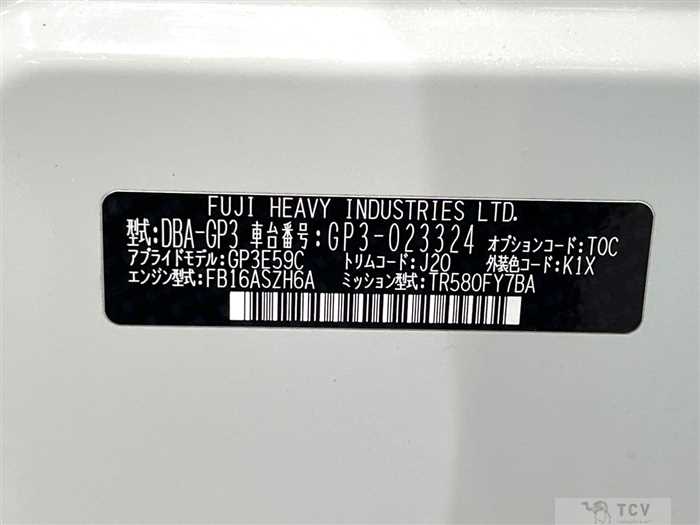 FUJI HEAVY INDUSTRIES LTD.
型式:DBA-GP3 車台番号:GP3-023324 オプションコード:TOC
アプライドモデル:GP3E59C トリムコード:J20 外装色コード:K1X
エンジン型式:FB16ASZH6A ミッション型式:TR580FY7BA
TCV